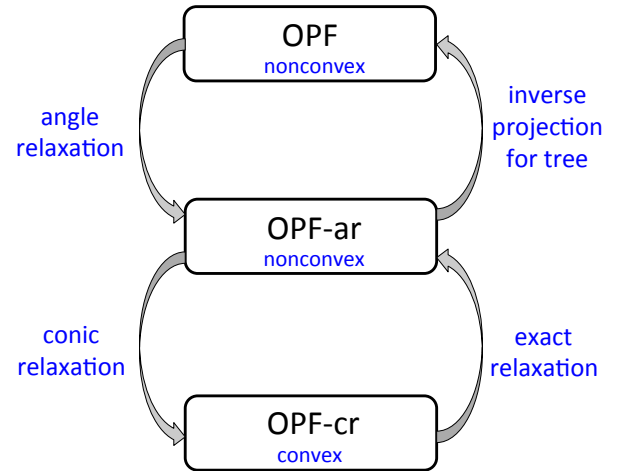 OPF
nonconvex
angle
relaxation
inverse
projection
for tree
OPF-ar
nonconvex
conic
relaxation
exact
relaxation
OPF-cr
convex